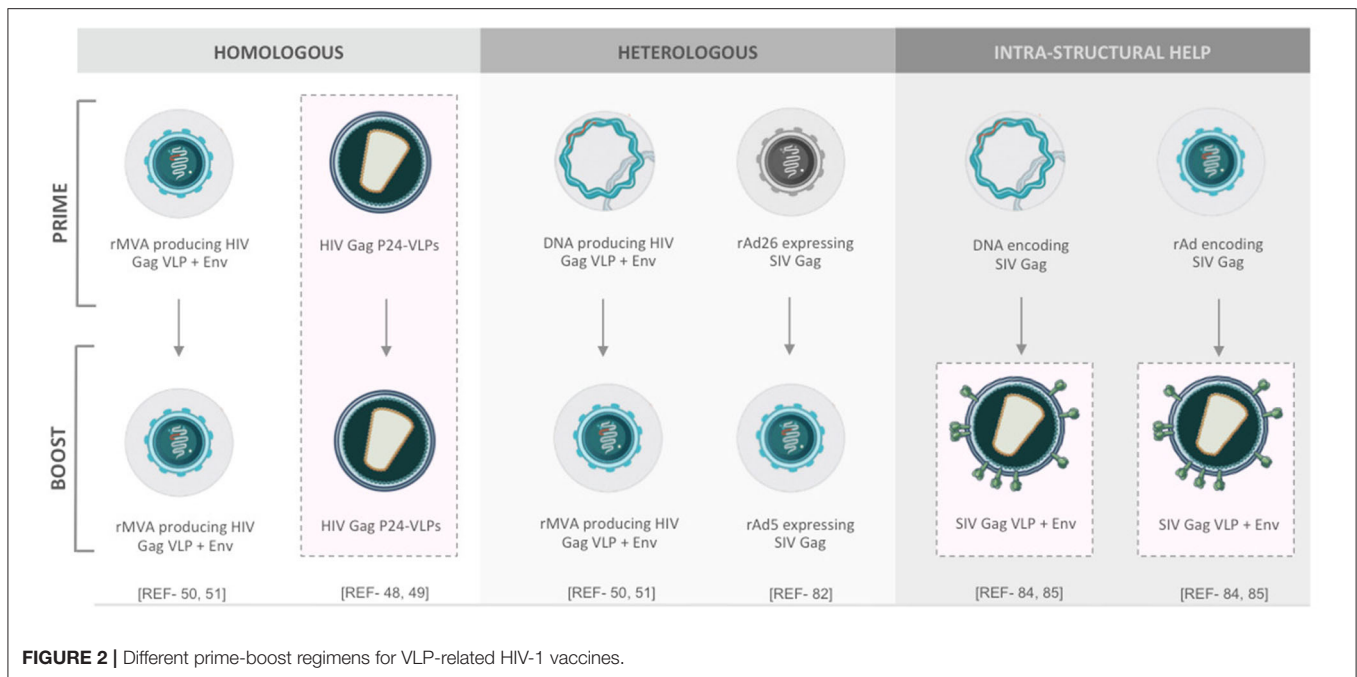 HOMOLOGOUS
HETEROLOGOUS
INTRA-STRUCTURAL HELP
PRIME
rMVA producing HIV
Gag VLP + Env
HIV Gag P24-VLPs
DNA producing HIV
Gag VLP + Env
rAd26 expressing
SIV Gag
DNA encoding
SIV Gag
rAd encoding
SIV Gag
BOOST
rMVA producing HIV
Gag VLP + Env
HIV Gag P24-VLPs
rMVA producing HIV
Gag VLP + Env
rAd5 expressing
SIV Gag
SIV Gag VLP + Env
SIV Gag VLP + Env
[REF- 50, 51]
[REF- 48, 49]
[REF- 50, 51]
[REF- 82]
[REF- 84, 85]
[REF- 84, 85]
FIGURE 2 | Different prime-boost regimens for VLP-related HIV-1 vaccines.